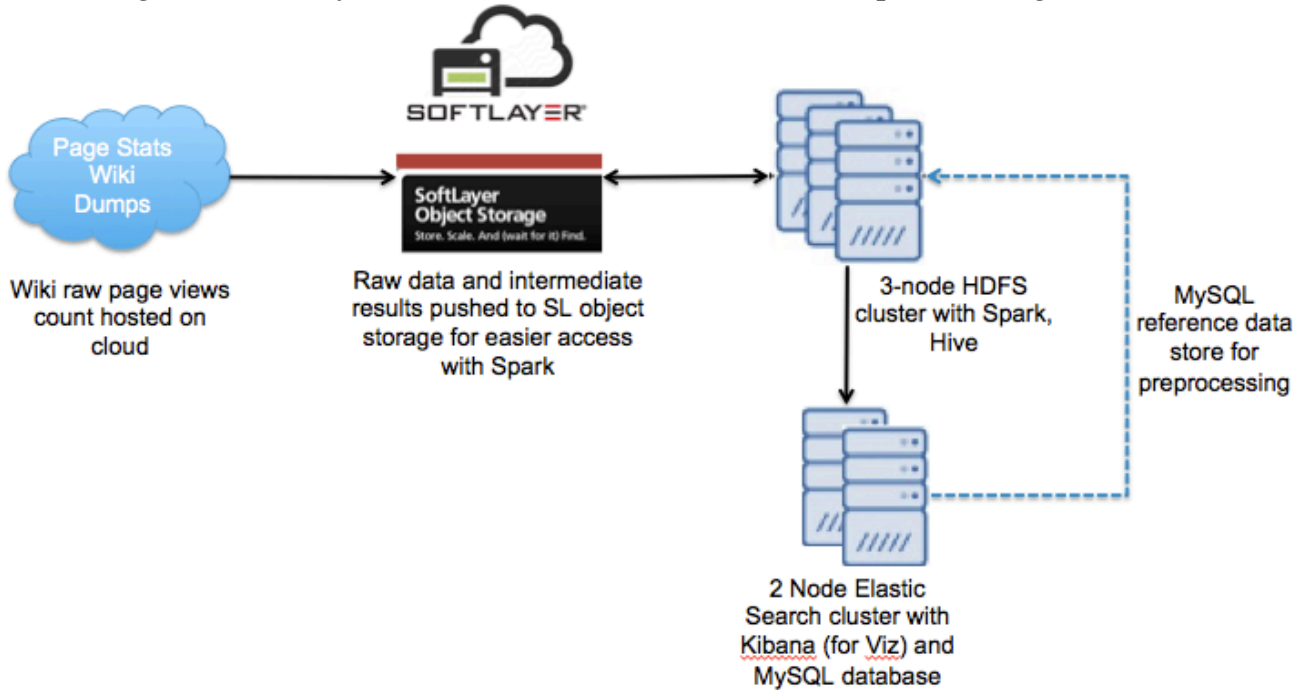 SOFTLAYER®
Page Stats
Wiki
Dumps
SoftLayer
Object Storage
Store. Scale. And (wait for it) Find.
Wiki raw page views
count hosted on
cloud
Raw data and intermediate
results pushed to SL object
storage for easier access
with Spark
3-node HDFS
cluster with Spark,
Hive
MySQL
reference data
store for
preprocessing
2 Node Elastic
Search cluster with
Kibana (for Viz) and
MySQL database